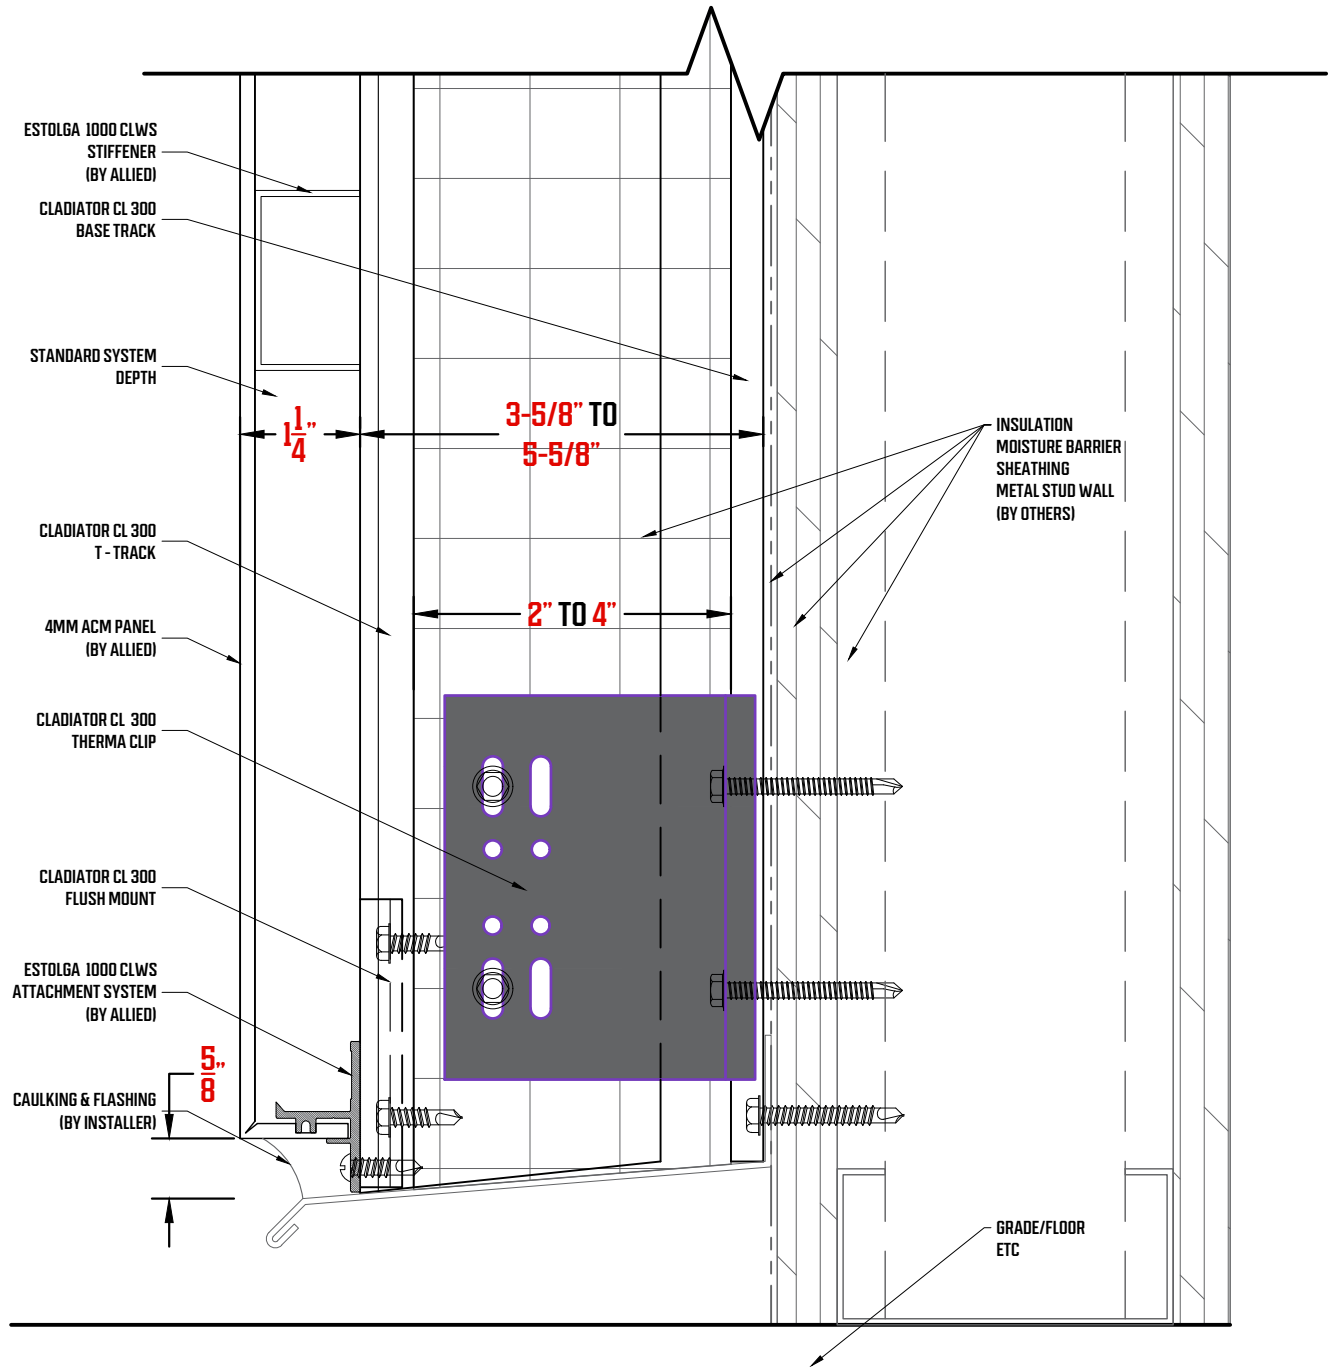 ESTOLGA 1000 CLWS
STIFFENER
(BY ALLIED)
CLADIATOR CL 300
BASE TRACK
STANDARD SYSTEM
DEPTH
1 1/4"
3-5/8" TO
5-5/8"
INSULATION
MOISTURE BARRIER
SHEATHING
METAL STUD WALL
(BY OTHERS)
CLADIATOR CL 300
T - TRACK
2" TO 4"
4MM ACM PANEL
(BY ALLIED)
CLADIATOR CL 300
THERMA CLIP
CLADIATOR CL 300
FLUSH MOUNT
ESTOLGA 1000 CLWS
ATTACHMENT SYSTEM
(BY ALLIED)
5/8"
CAULKING & FLASHING
(BY INSTALLER)
GRADE/FLOOR
ETC